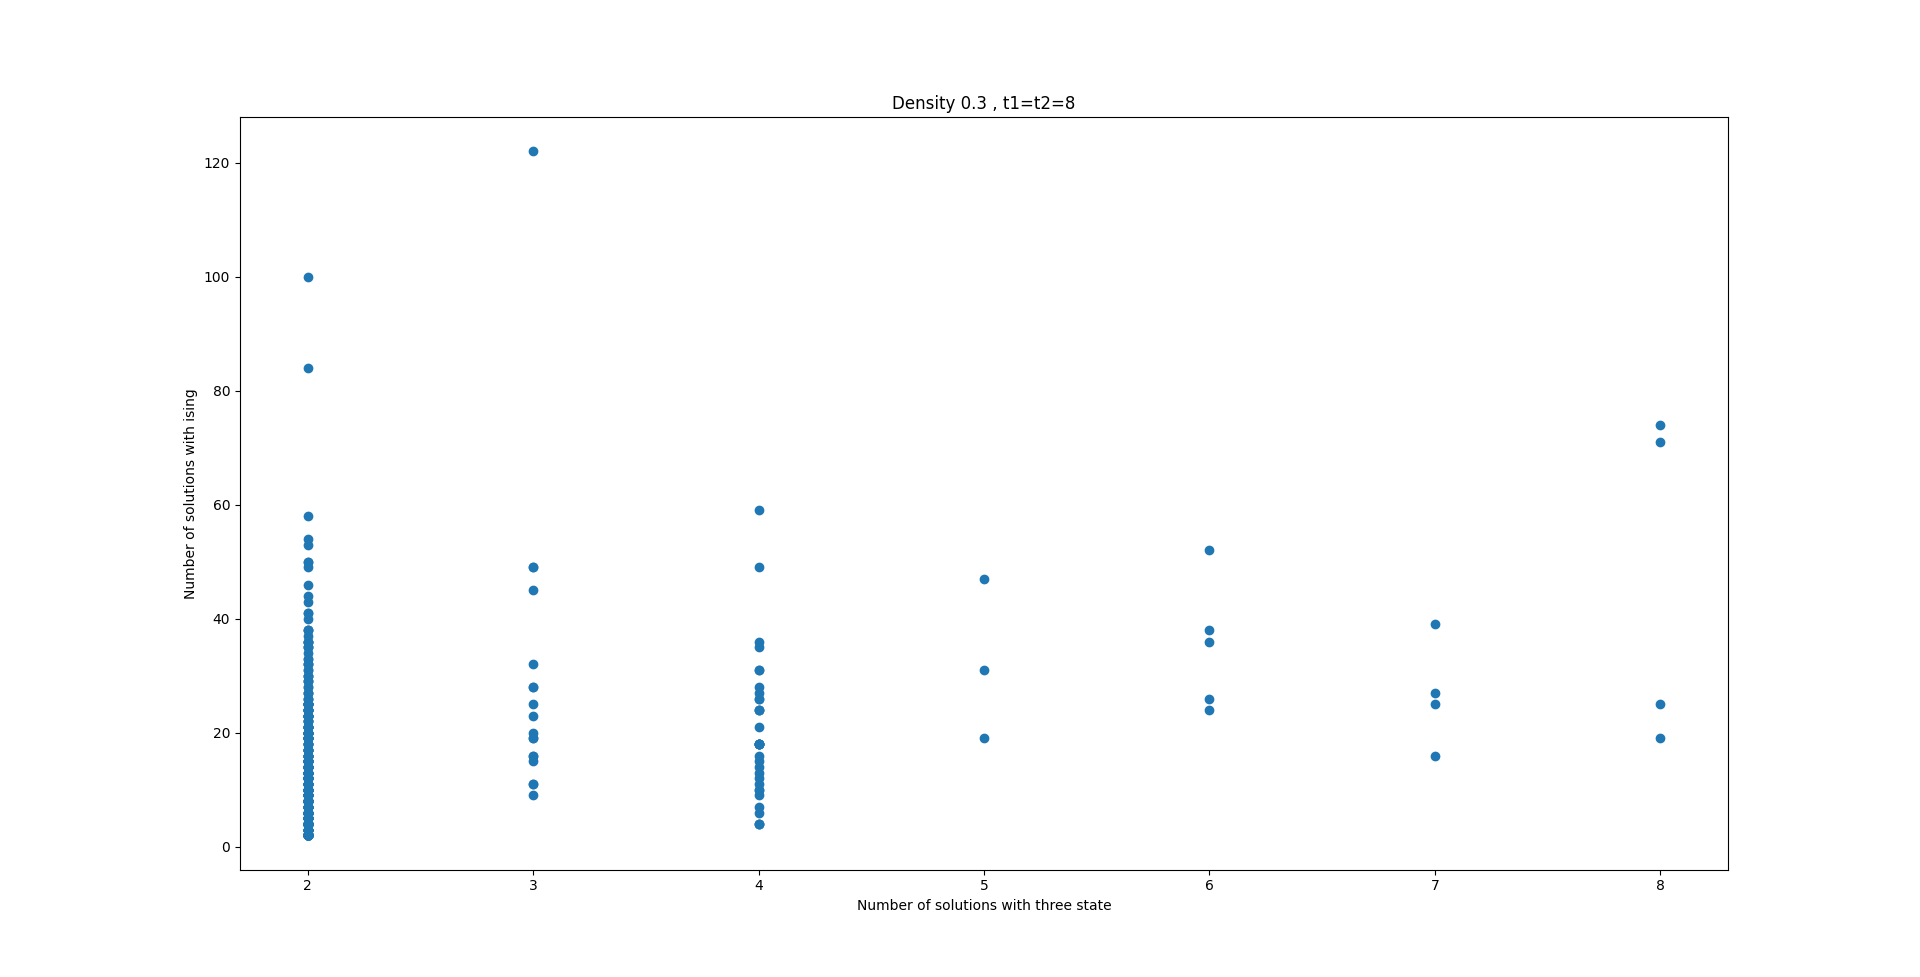 Density 0.3 , t1=t2=8
120
100
80
60
40
20
0
Number of solutions with ising
2 3 4 5 6 7 8
Number of solutions with three state